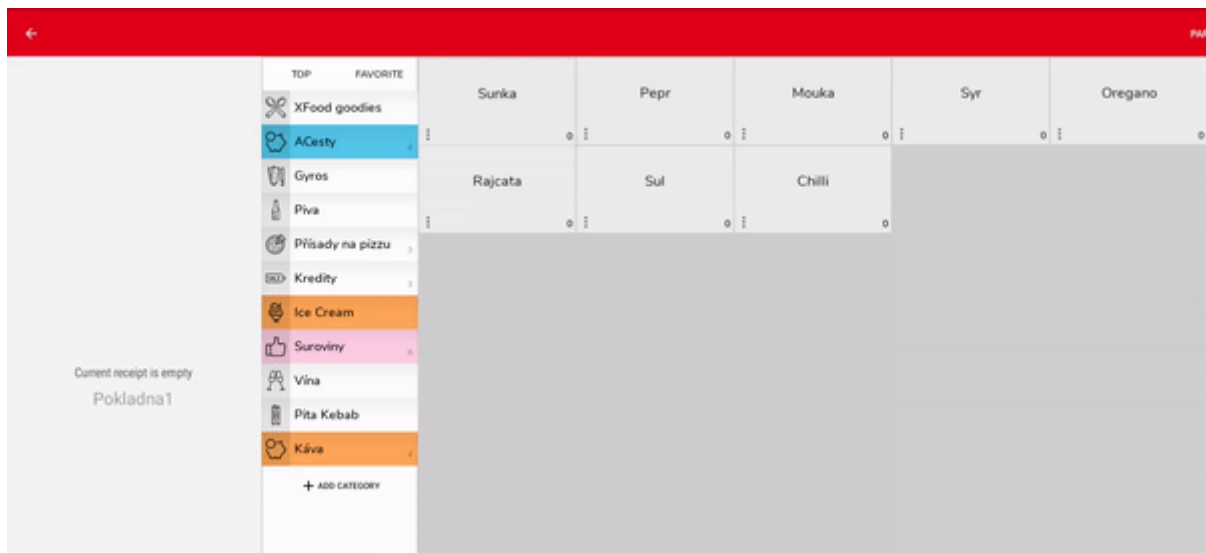 TOP FAVORITE
XFood goodies
ACesty
Gyros
Piva
Přísady na pizzu 3
Kredity 3
Ice Cream
Suroviny
Vína
Pita Kebab
Káva
+ ADD CATEGORY
Current receipt is empty
Pokladna1
Sunka Pepr Mouka Syr Oregano
0 0 0 0 0
Rajcata Sul Chilli
0 0 0